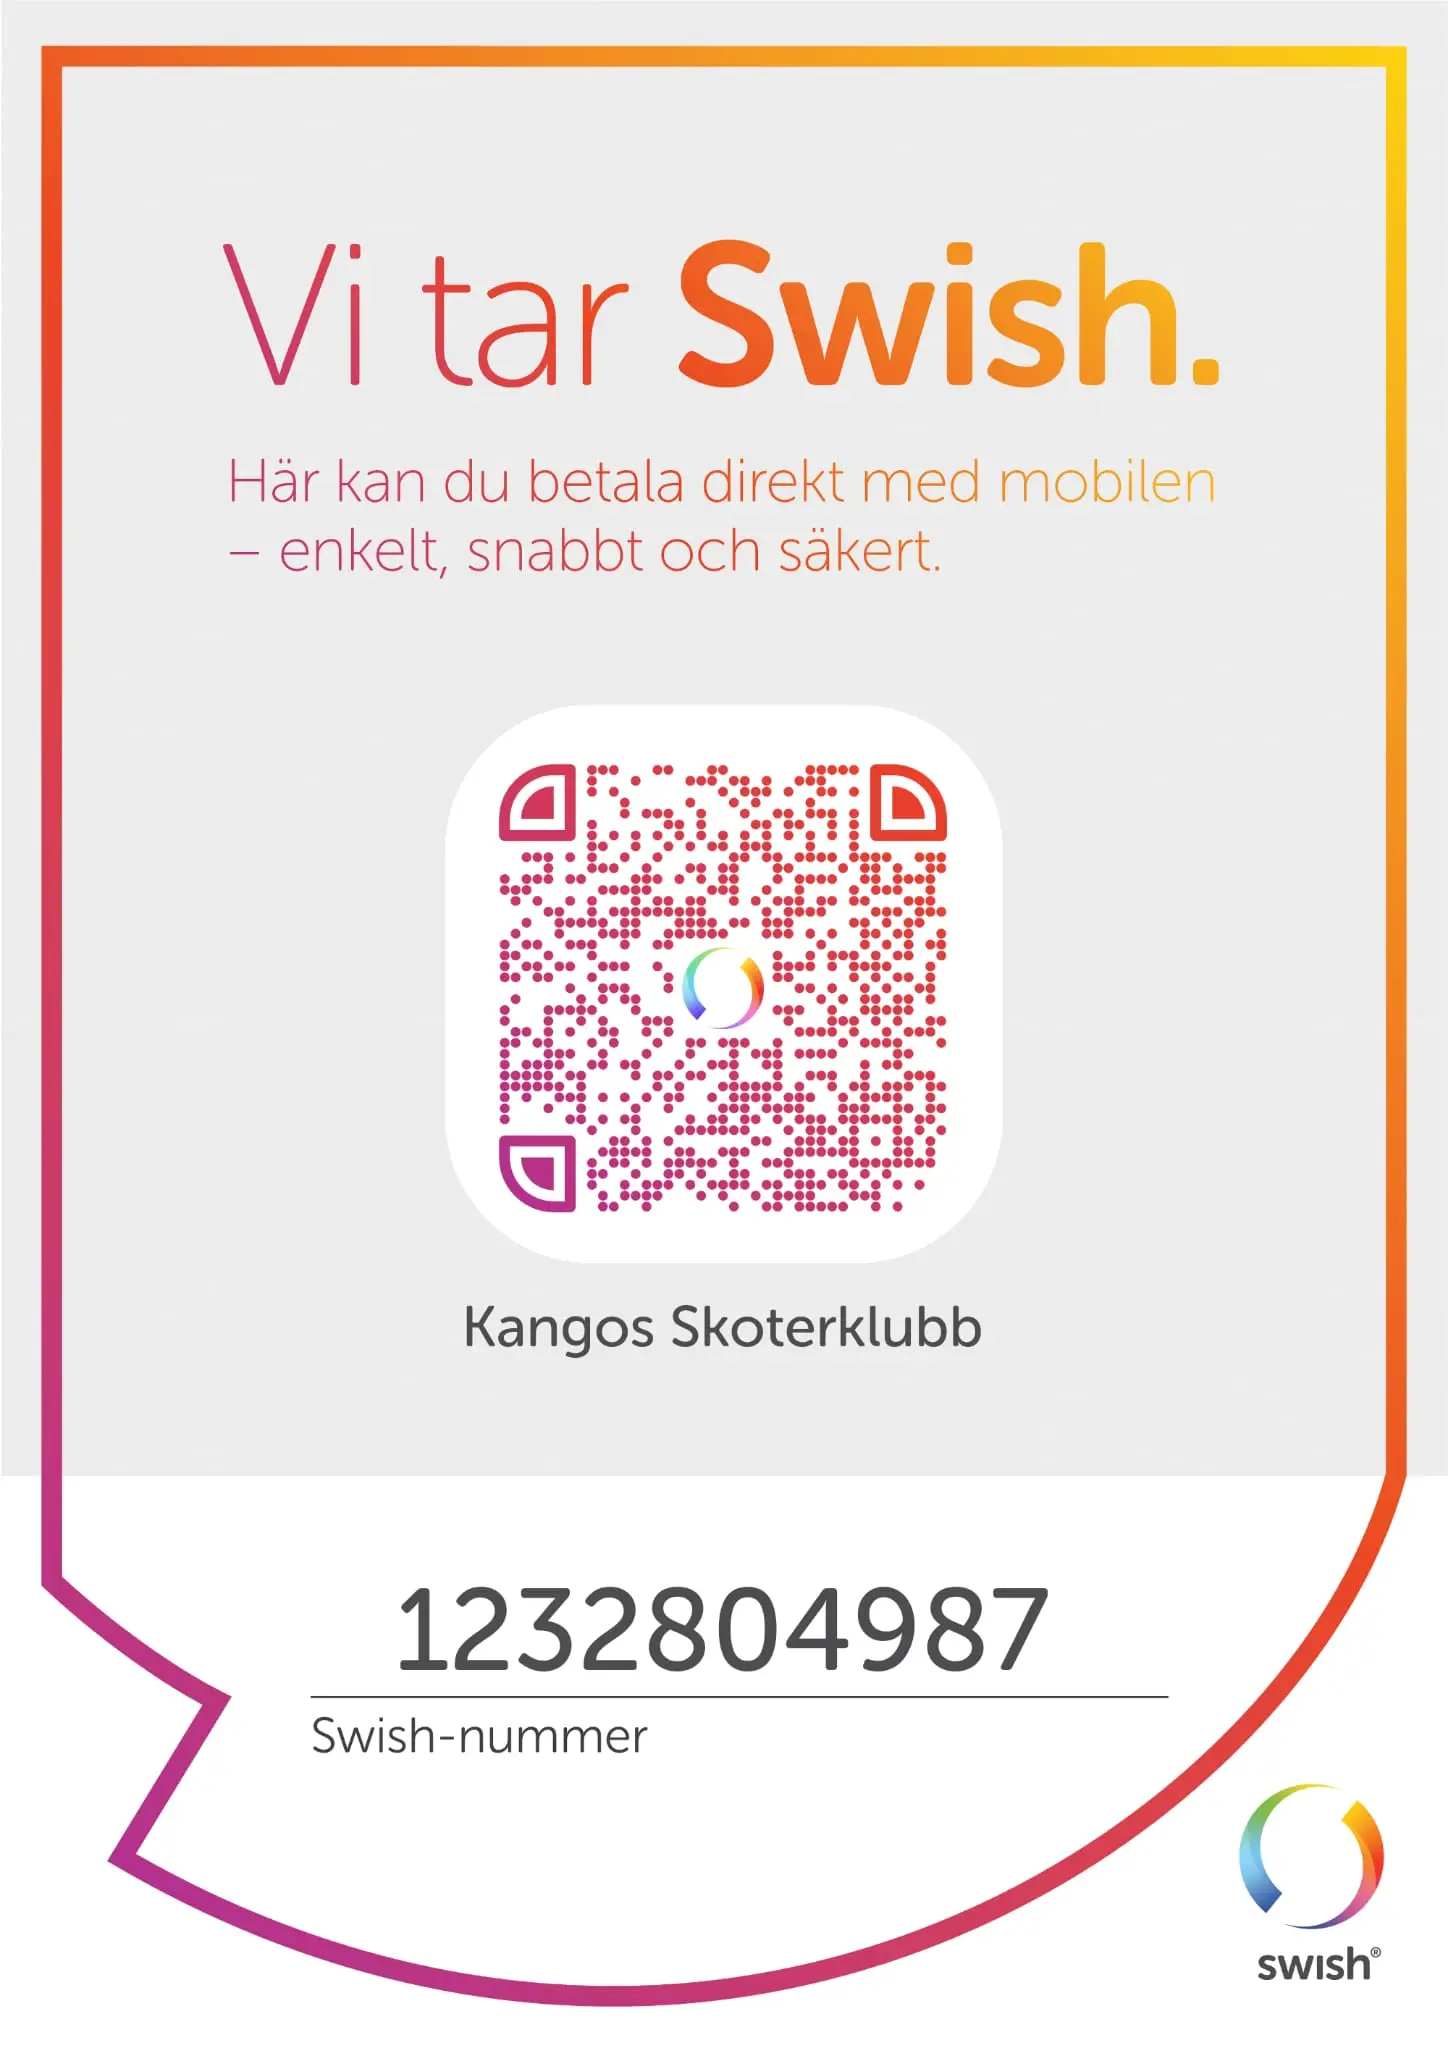 Vi tar Swish.
Här kan du betala direkt med mobilen
– enkelt, snabbt och säkert.
Kangos Skoterklubb
1232804987
Swish-nummer
swish®